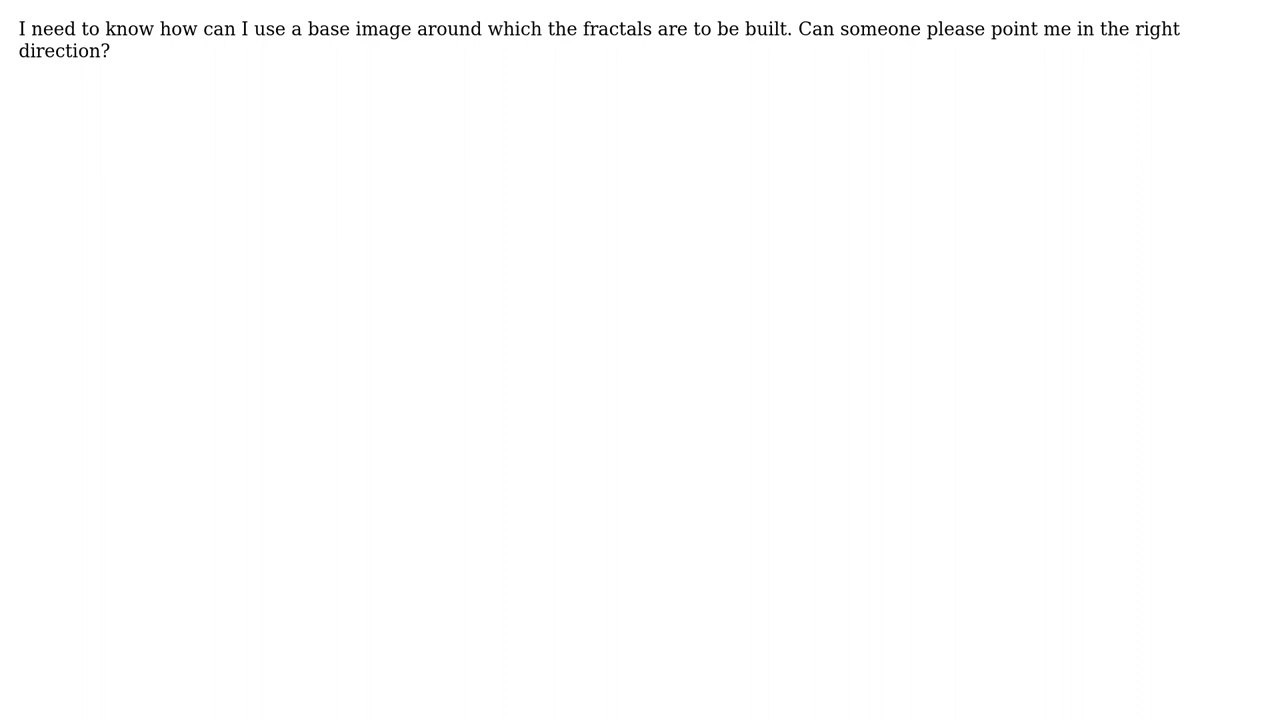 I need to know how can I use a base image around which the fractals are to be built. Can someone please point me in the right
direction?